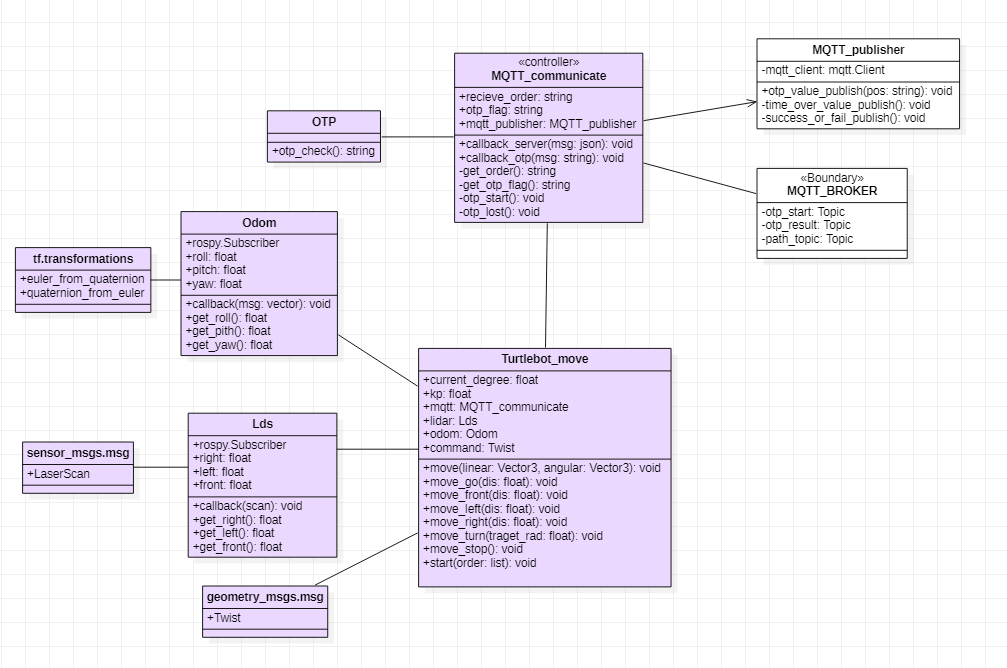 MQTT_publisher
-mqtt_client: mqtt.Client
+otp_value_publish(pos: string): void
-time_over_value_publish(): void
-success_or_fail_publish(): void
«controller»
MQTT_communicate
+recieve_order: string
+otp_flag: string
+mqtt_publisher: MQTT_publisher
+callback_server(msg: json): void
+callback_otp(msg: string): void
-get_order(): string
-get_otp_flag(): string
-otp_start(): void
-otp_lost(): void
OTP
+otp_check(): string
«Boundary»
MQTT_BROKER
-otp_start: Topic
-otp_result: Topic
-path_topic: Topic
Odom
+rospy.Subscriber
+roll: float
+pitch: float
+yaw: float
+callback(msg: vector): void
+get_roll(): float
+get_pith(): float
+get_yaw(): float
tf.transformations
+euler_from_quaternion
+quaternion_from_euler
Turtlebot_move
+current_degree: float
+kp: float
+mqtt: MQTT_communicate
+lidar: Lds
+odom: Odom
+command: Twist
+move(linear: Vector3, angular: Vector3): void
+move_go(dis: float): void
+move_front(dis: float): void
+move_left(dis: float): void
+move_right(dis: float): void
+move_turn(traget_rad: float): void
+move_stop(): void
+start(order: list): void
Lds
+rospy.Subscriber
+right: float
+left: float
+front: float
+callback(scan): void
+get_right(): float
+get_left(): float
+get_front(): float
sensor_msgs.msg
+LaserScan
geometry_msgs.msg
+Twist